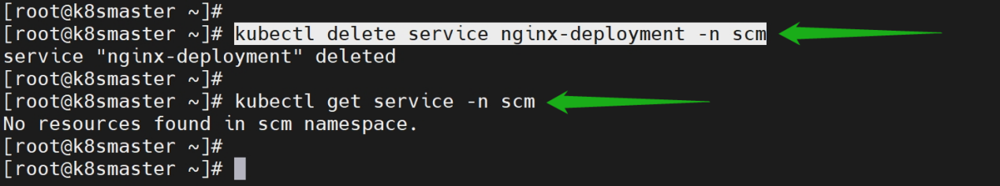 [root@k8smaster ~]#
[root@k8smaster ~]# kubectl delete service nginx-deployment -n scm
service "nginx-deployment" deleted
[root@k8smaster ~]#
[root@k8smaster ~]# kubectl get service -n scm
No resources found in scm namespace.
[root@k8smaster ~]#
[root@k8smaster ~]#